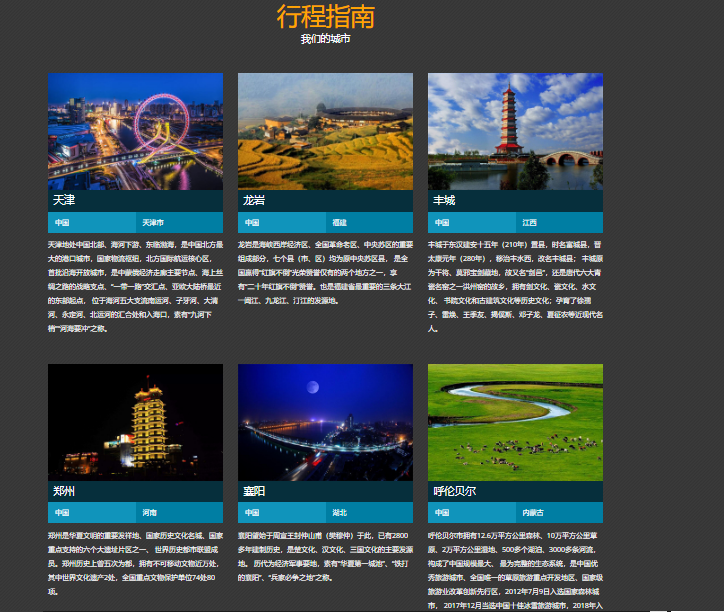 行程指南
我们的城市
天津
中国 天津市
天津地处中国北部、海河下游、东临渤海，是中国北方最
大的港口城市，国家物流枢纽，北方国际航运核心区，
首批沿海开放城市，是中蒙俄经济走廊主要节点、海上丝
绸之路的战略支点、"一带一路"交汇点、亚欧大陆桥最近
的东部起点， 位于海河五大支流南运河、子牙河、大清
河、永定河、北运河的汇合处和入海口，素有"九河下
梢""河海要冲"之称。
龙岩
中国 福建
龙岩是海峡西岸经济区、全国革命老区、中央苏区的重要
组成部分，七个县（市、区）均为原中央苏区县， 是全
国赢得"红旗不倒"光荣赞誉仅有的两个地方之一，享
有"二十年红旗不倒"赞誉。也是福建省最重要的三条大江
—闽江、九龙江、汀江的发源地。
丰城
中国 江西
丰城于东汉建安十五年（210年）置县，时名富城县，晋
太康元年（280年），移治丰水西，改名丰城县； 丰城原
为干将、莫邪宝剑藏地，故又名"剑邑"，还是唐代六大青
瓷名窑之一洪州窑的故乡，拥有剑文化、瓷文化、水文
化、 书院文化和古建筑文化等历史文化；孕育了徐孺
子、雷焕、王季友、揭傒斯、邓子龙、夏征农等近现代名
人。
郑州
中国 河南
郑州是华夏文明的重要发祥地、国家历史文化名城、国家
重点支持的六个大遗址片区之一、 世界历史都市联盟成
员。郑州历史上曾五次为都，拥有不可移动文物近万处，
其中世界文化遗产2处，全国重点文物保护单位74处80
项。
襄阳
中国 湖北
襄阳肇始于周宣王封仲山甫（樊穆仲）于此，已有2800
多年建制历史，是楚文化、汉文化、三国文化的主要发源
地。 历代为经济军事要地，素有"华夏第一城池"、"铁打
的襄阳"、"兵家必争之地"之称。
呼伦贝尔
中国 内蒙古
呼伦贝尔市拥有12.6万平方公里森林、10万平方公里草
原、2万平方公里湿地、500多个湖泊、3000多条河流，
构成了中国规模最大、 最为完整的生态系统，是中国优
秀旅游城市、全国唯一的草原旅游重点开发地区、国家级
旅游业改革创新先行区，2012年7月9日入选国家森林城
市， 2017年12月当选中国十佳冰雪旅游城市，2018年入